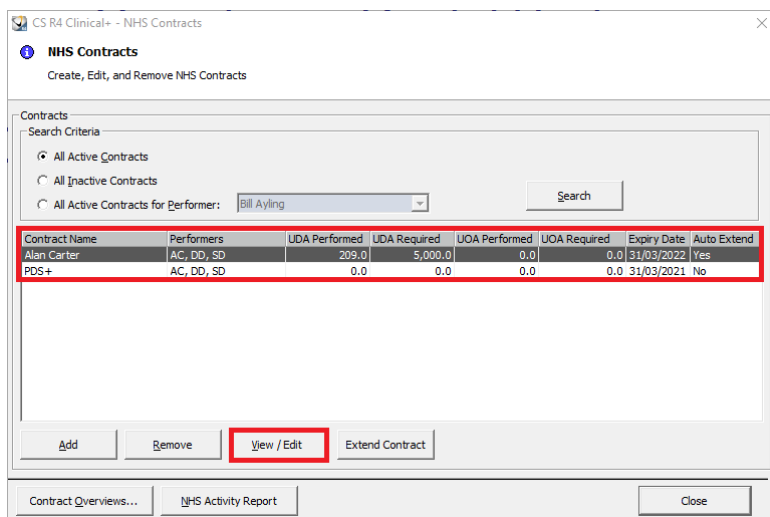 CS R4 Clinical+ - NHS Contracts
NHS Contracts
Create, Edit, and Remove NHS Contracts
Contracts
Search Criteria
All Active Contracts
All Inactive Contracts
All Active Contracts for Performer: Bill Ayling Search
Contract Name Performers UDA Performed UDA Required UOA Performed UOA Required Expiry Date Auto Extend
Alan Carter AC, DD, SD 209.0 5,000.0 0.0 0.0 31/03/2022 Yes
PDS+ AC, DD, SD 0.0 0.0 0.0 0.0 31/03/2021 No
Add Remove View / Edit Extend Contract
Contract Overviews... NHS Activity Report Close